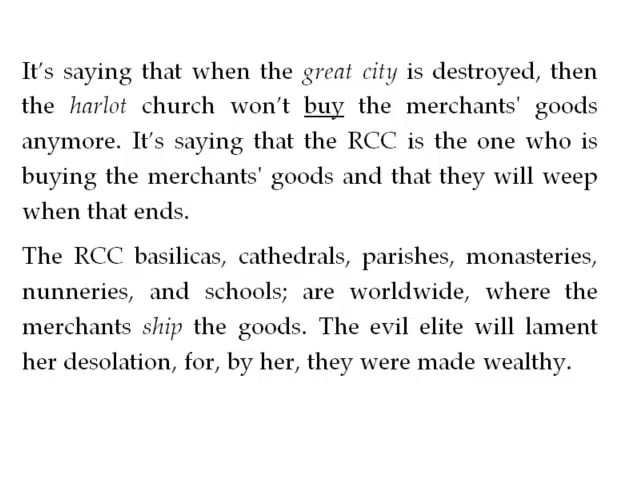 It's saying that when the great city is destroyed, then
the harlot church won't buy the merchants' goods
anymore. It's saying that the RCC is the one who is
buying the merchants' goods and that they will weep
when that ends.
The RCC basilicas, cathedrals, parishes, monasteries,
nunneries, and schools; are worldwide, where the
merchants ship the goods. The evil elite will lament
her desolation, for, by her, they were made wealthy.